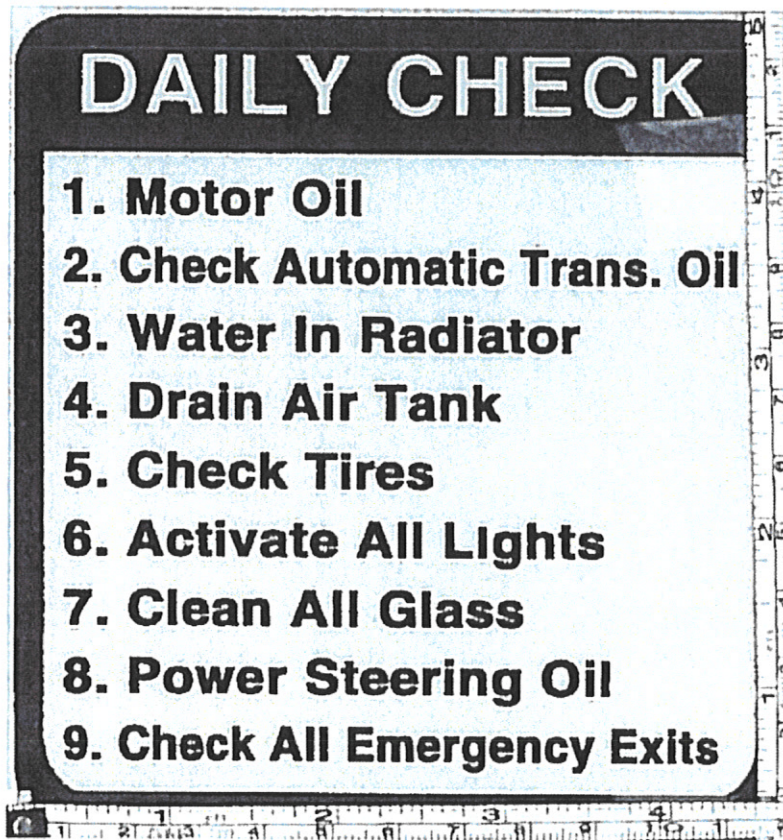 DAILY CHECK
1. Motor Oil
2. Check Automatic Trans. Oil
3. Water In Radiator
4. Drain Air Tank
5. Check Tires
6. Activate All Lights
7. Clean All Glass
8. Power Steering Oil
9. Check All Emergency Exits